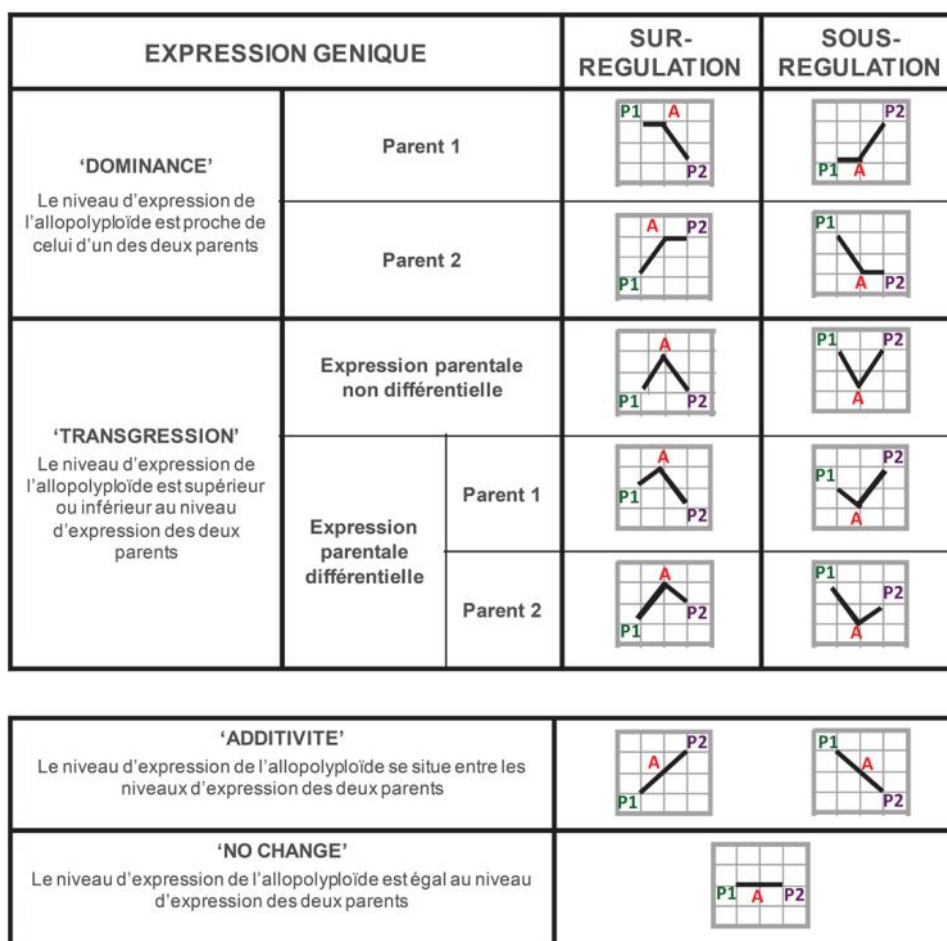 EXPRESSION GENIQUE
SUR-
REGULATION
SOUS-
REGULATION
‘DOMINANCE’
Le niveau d’expression de
l’allopolyploïde est proche de
celui d’un des deux parents
Parent 1
P1 A
P2
P2
P1 A
Parent 2
A P2
P1
P1
A P2
‘TRANSGRESSION’
Le niveau d’expression de
l’allopolyploïde est supérieur
ou inférieur au niveau
d’expression des deux
parents
Expression parentale
non différentielle
A
P1 P2
P1 P2
A
Expression
parentale
différentielle
Parent 1
A
P1
P2
P2
P1
A
Parent 2
A
P2
P1
P1
P2
A
‘ADDITIVITE’
Le niveau d’expression de l’allopolyploïde se situe entre les
niveaux d’expression des deux parents
P2
A
P1
P1
A
P2
‘NO CHANGE’
Le niveau d’expression de l’allopolyploïde est égal au niveau
d’expression des deux parents
P1 A P2